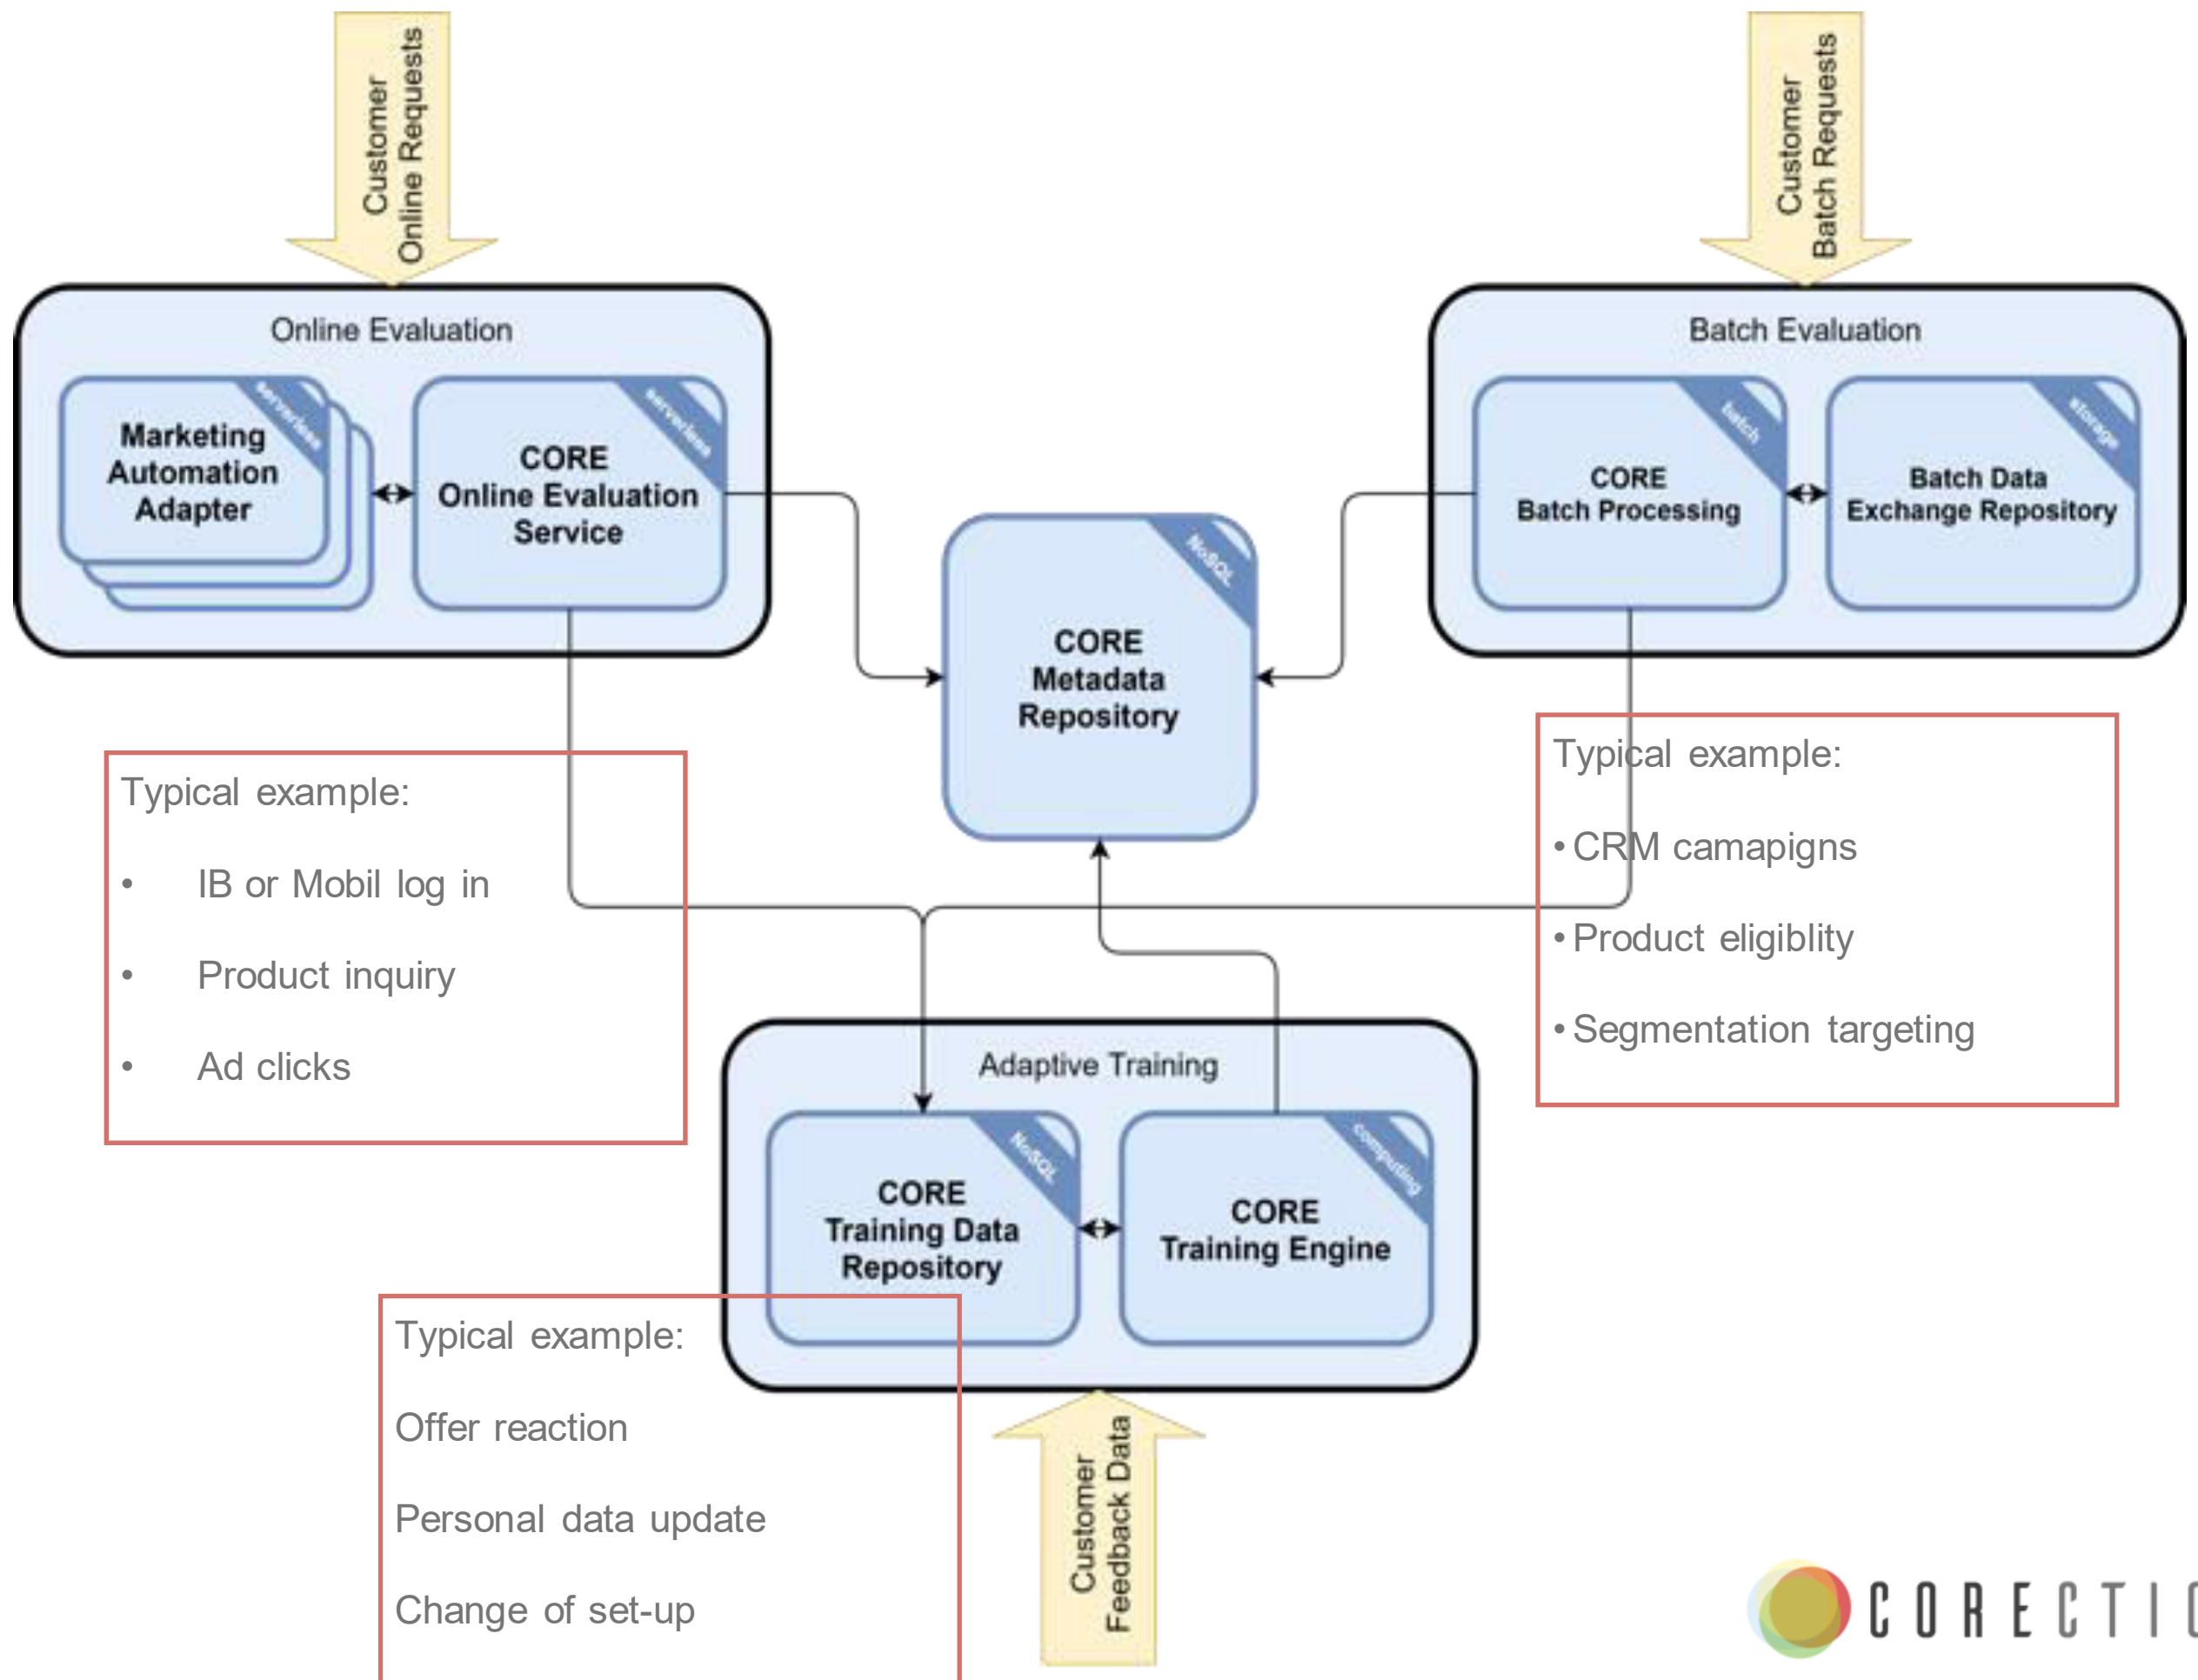 Customer
Online Requests
Customer
Batch Requests
Online Evaluation
serverless
Marketing
Automation
Adapter
serverless
CORE
Online Evaluation
Service
Batch Evaluation
batch
CORE
Batch Processing
storage
Batch Data
Exchange Repository
NoSQL
CORE
Metadata
Repository
Typical example:
• IB or Mobil log in
• Product inquiry
• Ad clicks
Typical example:
• CRM camapigns
• Product eligiblity
• Segmentation targeting
Adaptive Training
NoSQL
CORE
Training Data
Repository
computing
CORE
Training Engine
Typical example:
Offer reaction
Personal data update
Change of set-up
Customer
Feedback Data
CORECTIO